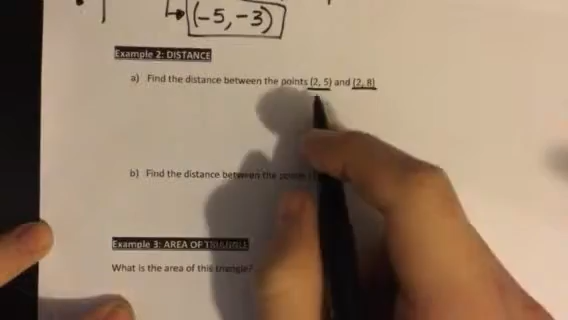 (-5,-3)
Example 2: DISTANCE
a) Find the distance between the points (2, 5) and (2, 8)
b) Find the distance between the points
Example 3: AREA OF TRIANGLE
What is the area of this triangle?